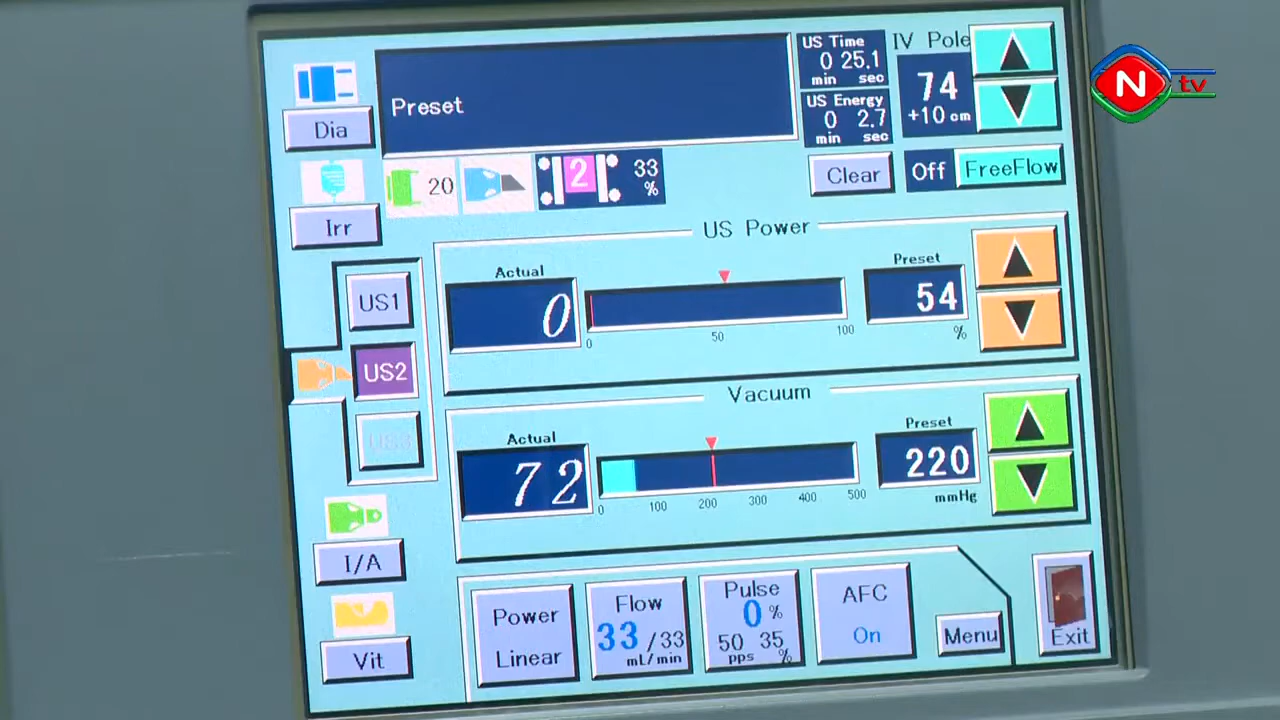 US Time
0 25.1
min sec
IV Pole
74
+10 cm
N tv
Dia
Preset
US Energy
0 2.7
min sec
20
2
33
%
Clear
Off
FreeFlow
Irr
US Power
US1
Actual
0
0 50 100
Preset
54
%
US2
Vacuum
US3
Actual
72
0 100 200 300 400 500
Preset
220
mmHg
I/A
Vit
Power
Linear
Flow
33 /33
mL/min
Pulse
0 %
50 35
pps %
AFC
On
Menu
Exit